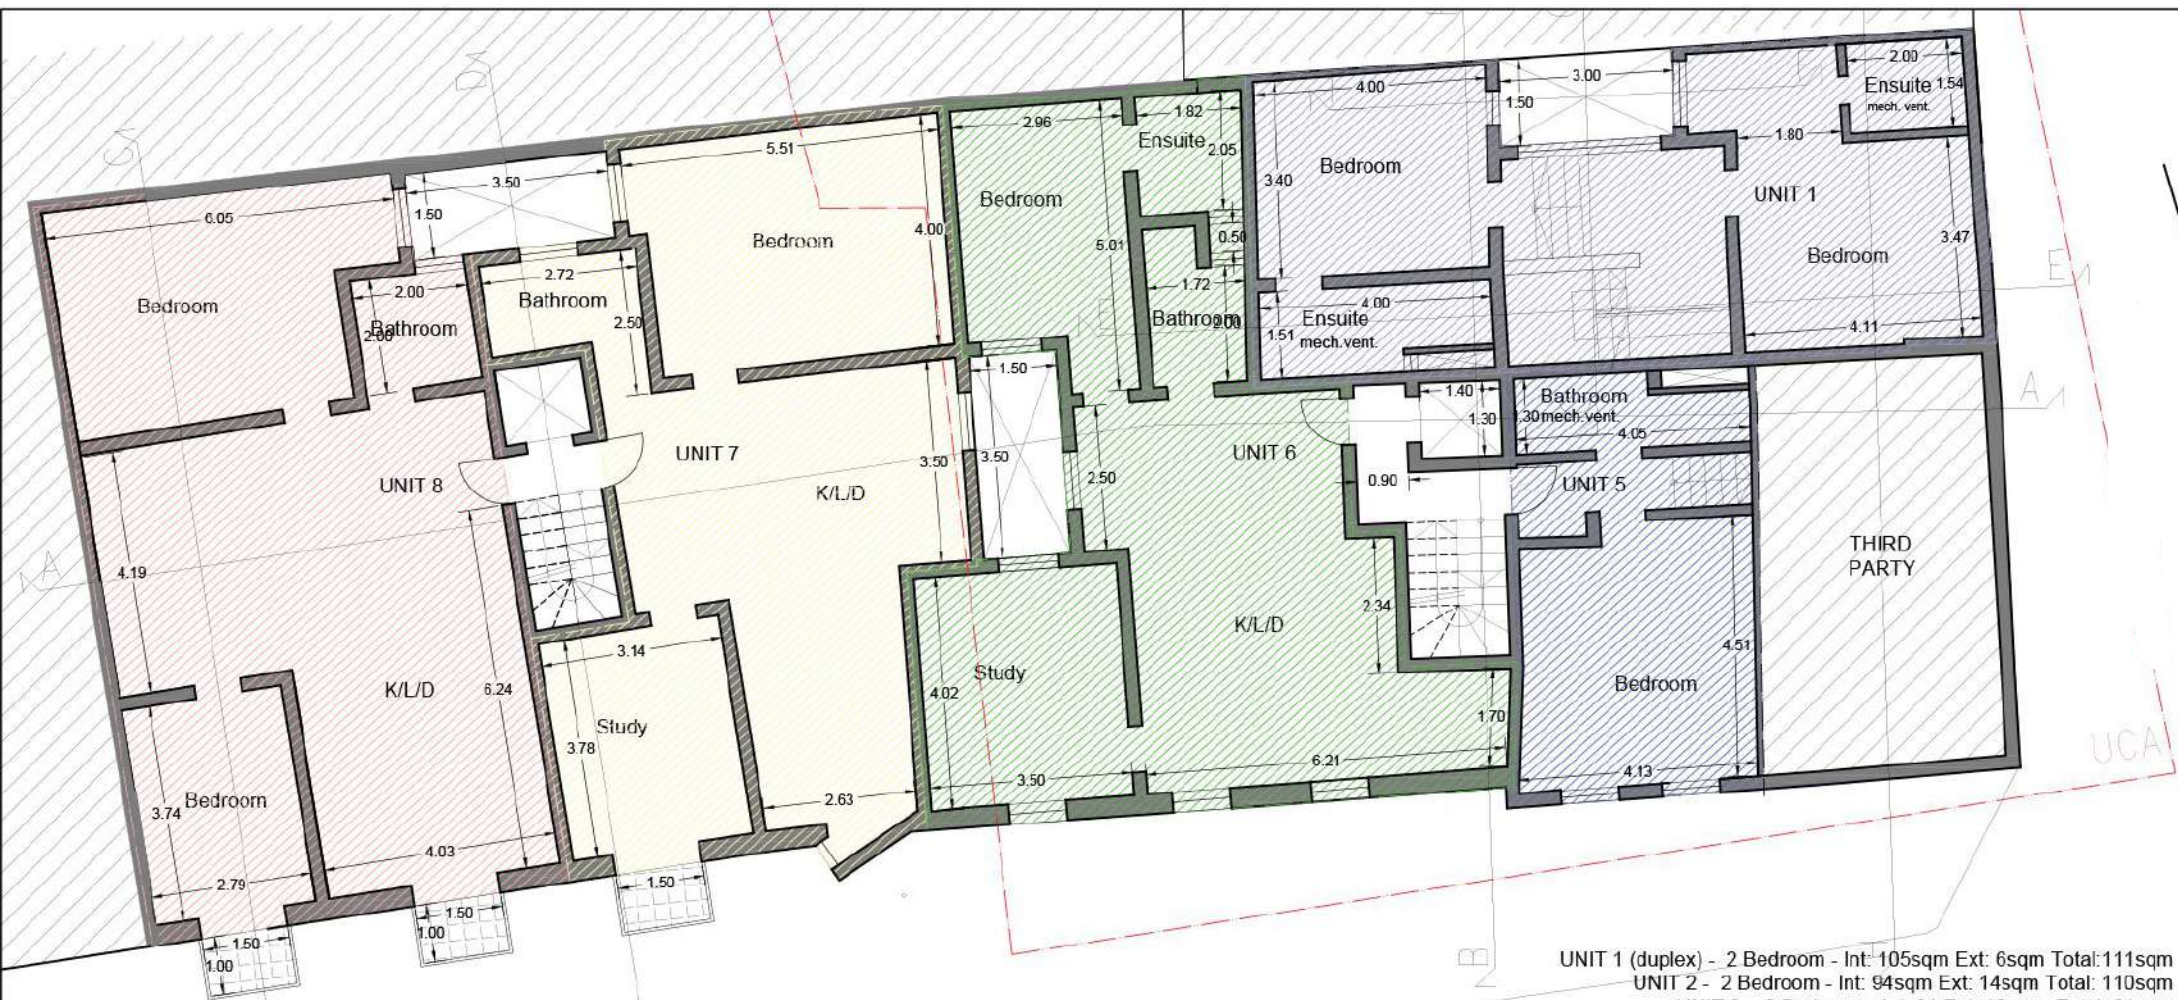 UNIT 8
Bedroom
6.05
Bathroom
2.00
2.00
4.19
K/L/D
6.24
4.03
Bedroom
3.74
2.79
1.50
1.00
1.50
1.00
3.50
1.50
UNIT 7
Bedroom
5.51
4.00
Bathroom
2.72
2.50
K/L/D
3.50
Study
3.14
3.78
2.63
1.50
1.50
3.50
UNIT 6
Bedroom
2.96
5.01
Ensuite
1.82
2.05
0.50
Bathroom
1.72
2.00
2.50
K/L/D
2.34
1.70
6.21
Study
4.02
3.50
0.90
1.40
1.30
UNIT 1
Bedroom
4.00
3.40
Ensuite
mech.vent.
4.00
1.51
3.00
1.50
1.80
Ensuite
mech. vent.
2.00
1.54
Bedroom
3.47
4.11
UNIT 5
Bathroom
mech.vent.
1.30
4.05
Bedroom
4.51
4.13
THIRD
PARTY
A
A
B
D
E
UCA
UNIT 1 (duplex) - 2 Bedroom - Int: 105sqm Ext: 6sqm Total:111sqm
UNIT 2 - 2 Bedroom - Int: 94sqm Ext: 14sqm Total: 110sqm